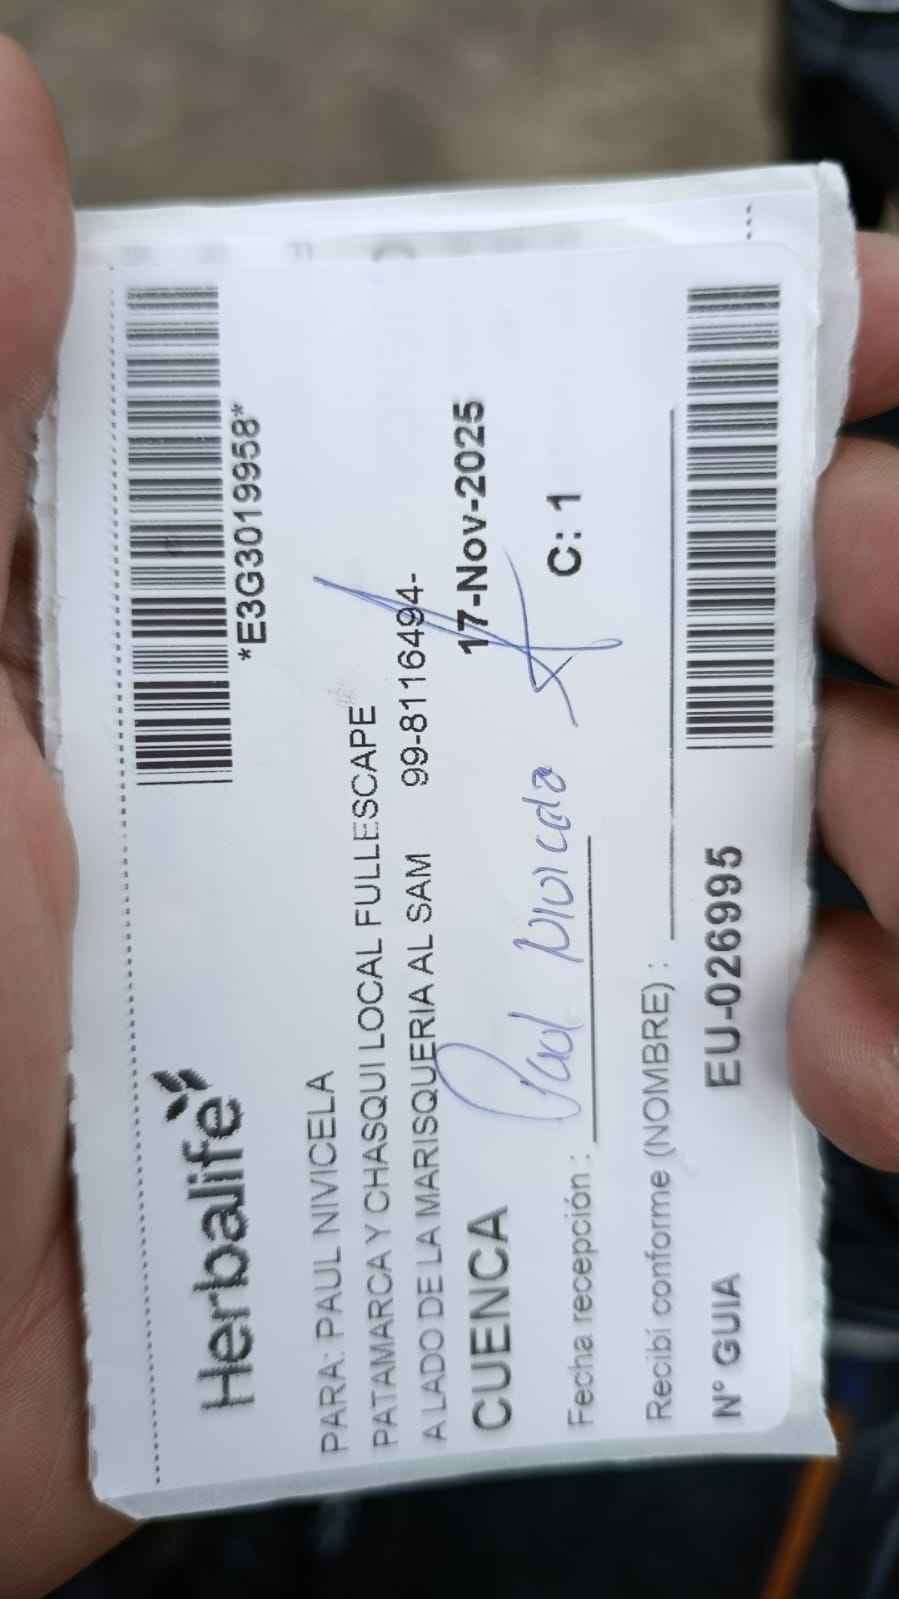 Herbalife
*E3G3019958*
PARA: PAUL NIVICELA
PATAMARCA Y CHASQUI LOCAL FULLESCAPE
A LADO DE LA MARISQUERIA AL SAM 99-8116494-
CUENCA 17-Nov-2025
Paul Nivicela
Fecha recepción : C: 1
Recibí conforme (NOMBRE) :
N° GUIA EU-026995